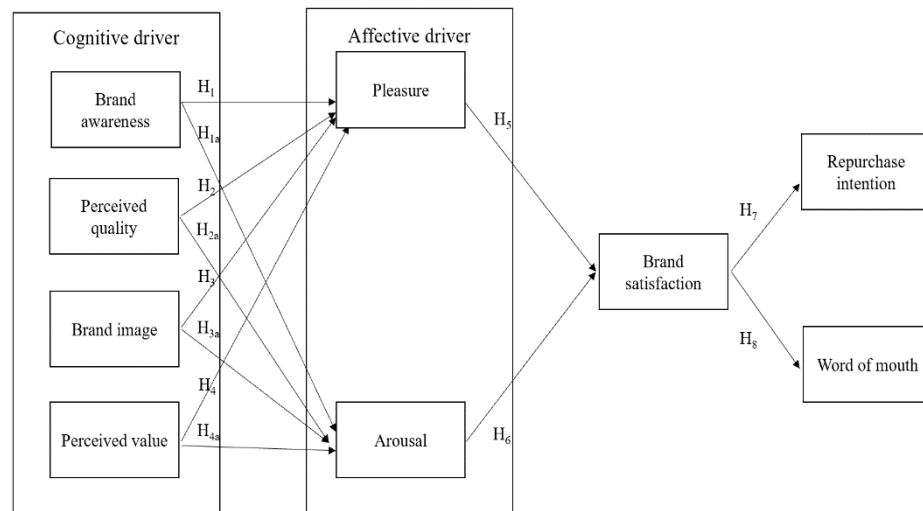 Cognitive driver
Brand
awareness
Perceived
quality
Brand image
Perceived value
H₁
H₁ₐ
H₂
H₂ₐ
H₃
H₃ₐ
H₄
H₄ₐ
Affective driver
Pleasure
Arousal
H₅
H₆
Brand
satisfaction
H₇
H₈
Repurchase
intention
Word of mouth